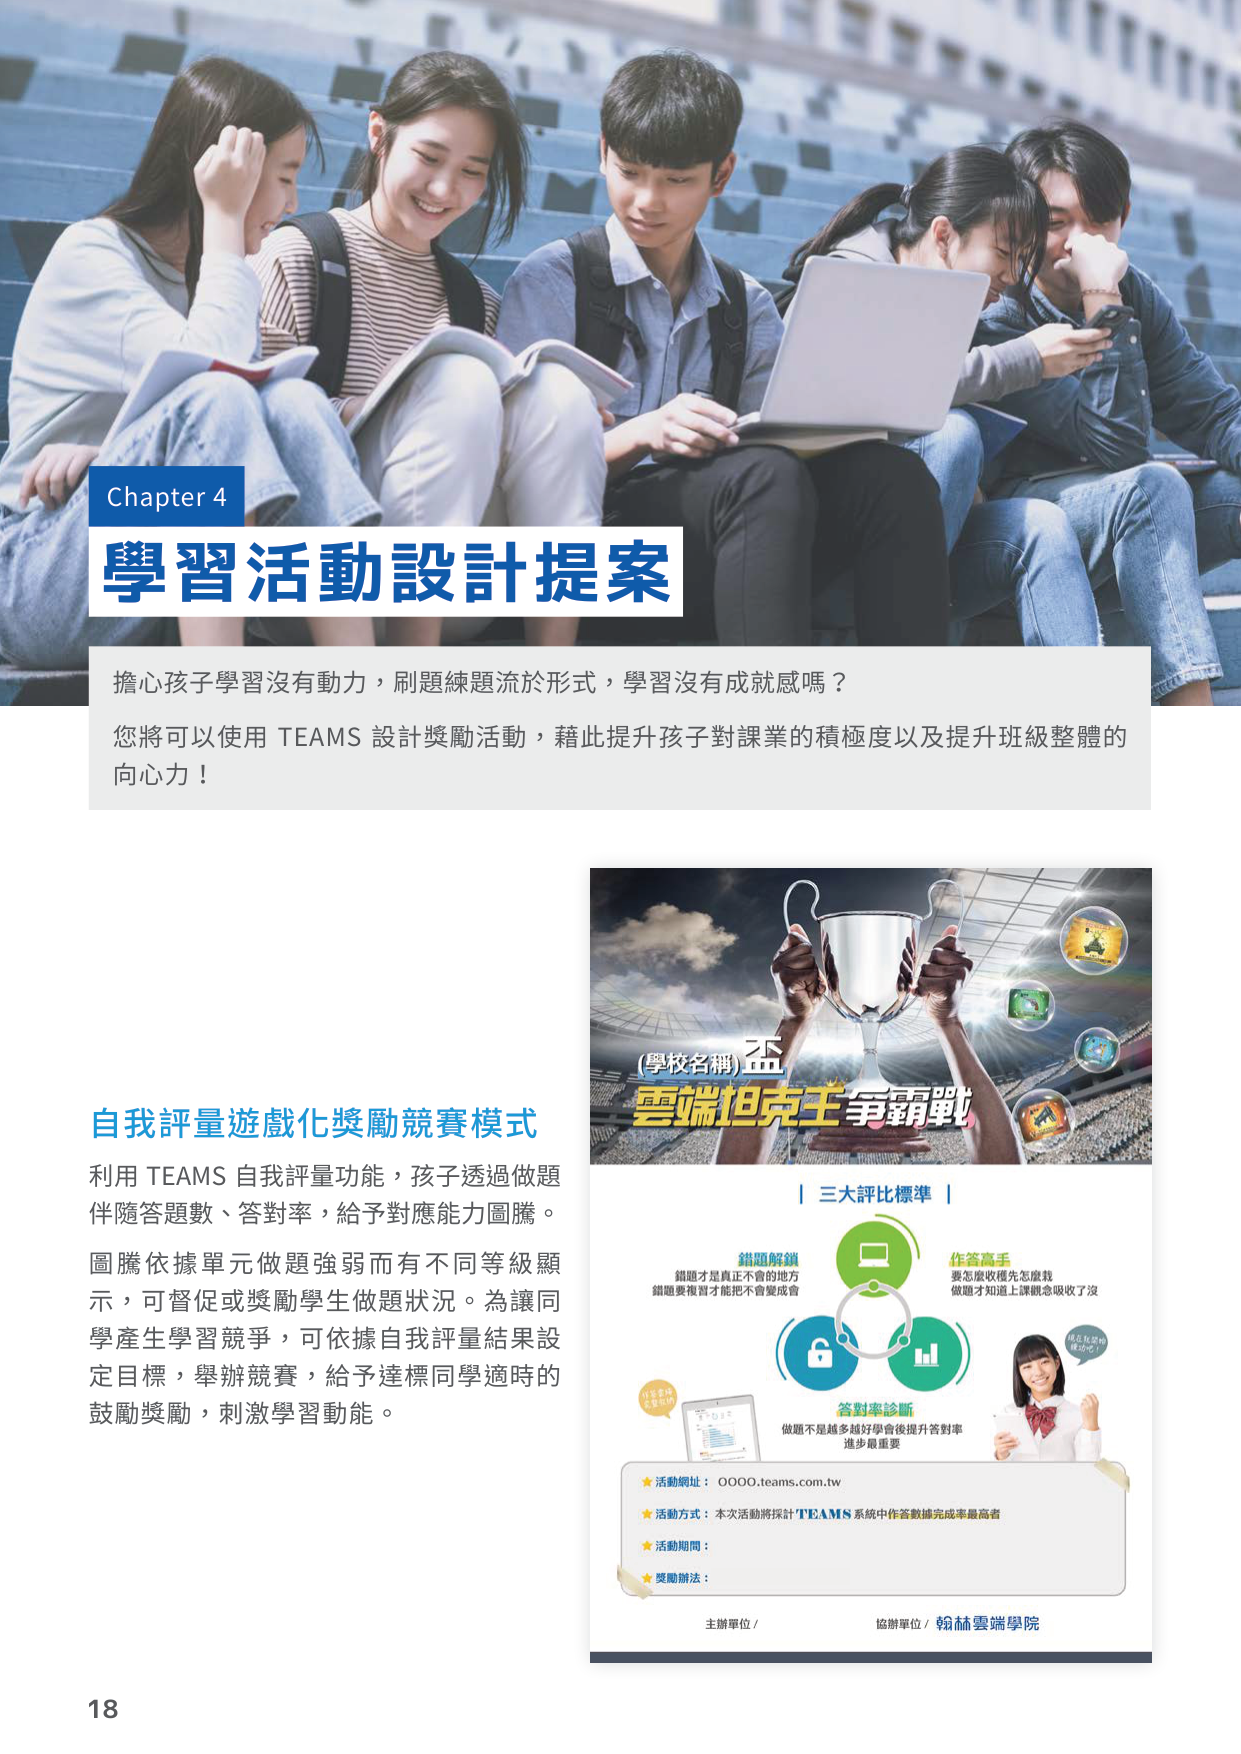 Chapter 4
學習活動設計提案
擔心孩子學習沒有動力，刷題練題流於形式，學習沒有成就感嗎？
您將可以使用 TEAMS 設計獎勵活動，藉此提升孩子對課業的積極度以及提升班級整體的
向心力！
自我評量遊戲化獎勵競賽模式
利用 TEAMS 自我評量功能，孩子透過做題
伴隨答題數、答對率，給予對應能力圖騰。
圖騰依據單元做題強弱而有不同等級顯
示，可督促或獎勵學生做題狀況。為讓同
學產生學習競爭，可依據自我評量結果設
定目標，舉辦競賽，給予達標同學適時的
鼓勵獎勵，刺激學習動能。
(學校名稱)盃
雲端坦克王爭霸戰
三大評比標準
錯題解鎖
錯題才是真正不會的地方
錯題要複習才能把不會變成會
作答高手
要怎麼收穫先怎麼栽
做題才知道上課觀念吸收了沒
現在就開始
練功吧！
答對率診斷
做題不是越多越好學會後提升答對率
進步最重要
活動網址： OOOO.teams.com.tw
活動方式：本次活動將採計TEAMS系統中作答數據完成率最高者
活動期間：
獎勵辦法：
主辦單位 /
協辦單位 / 翰林雲端學院
18